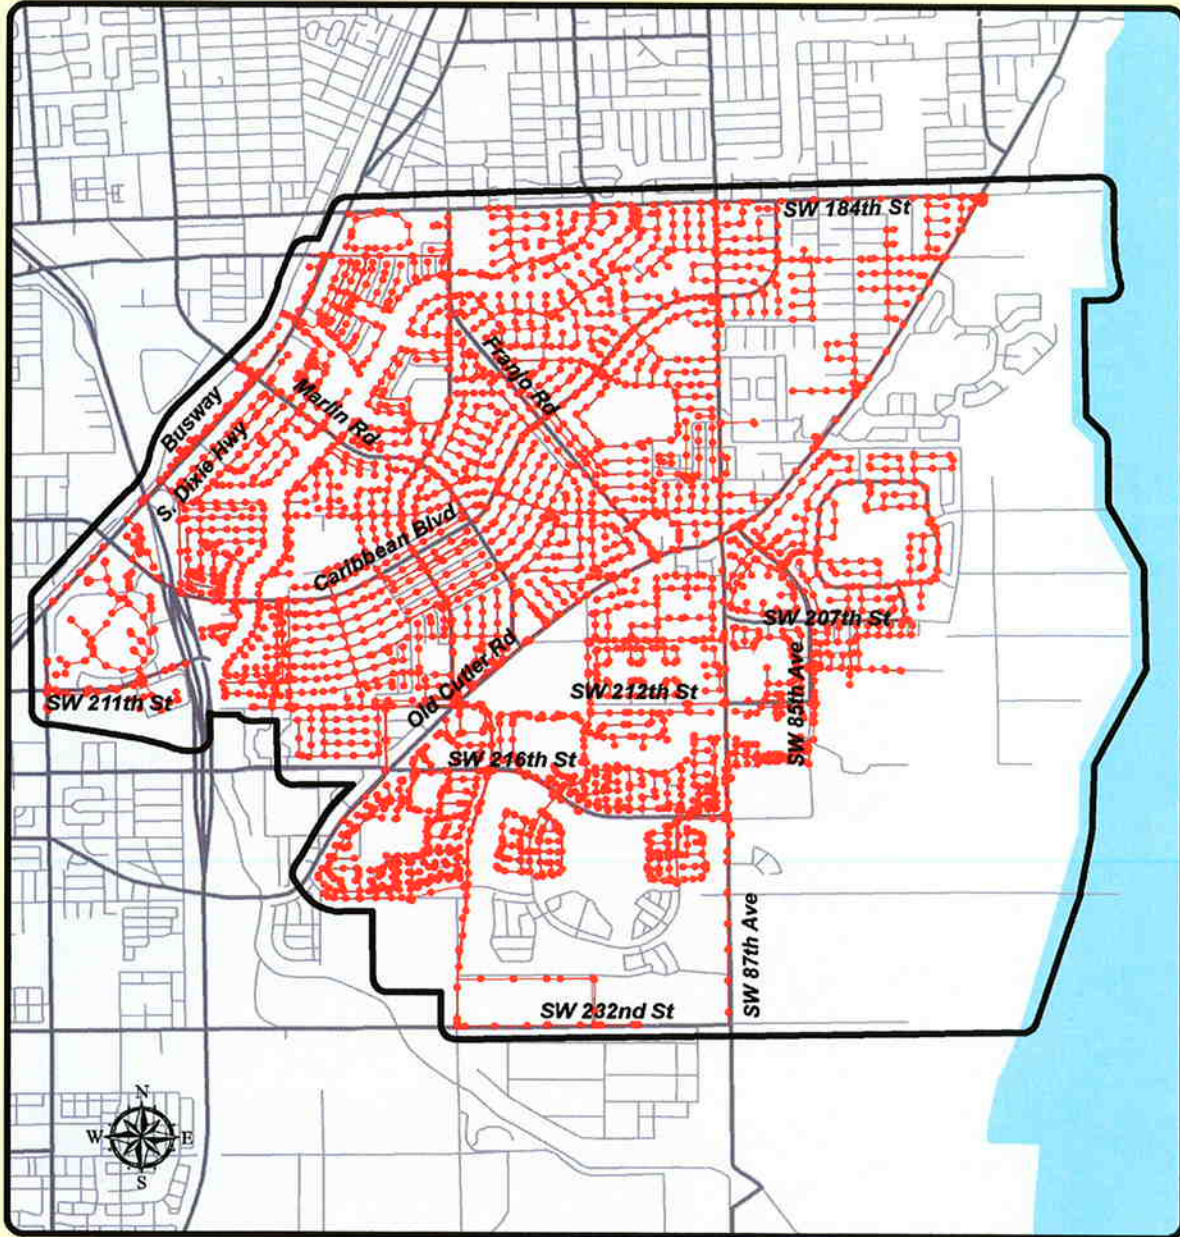 SW 184th St
Franjo Rd
Marlin Rd
Busway
S. Dixie Hwy
Caribbean Blvd
SW 207th St
Old Cutler Rd
SW 85th Ave
SW 212th St
SW 211th St
SW 216th St
SW 87th Ave
SW 232nd St
N
W E
S